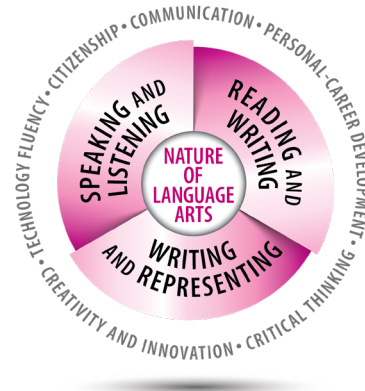 CITIZENSHIP • COMMUNICATION • PERSONAL-CAREER DEVELOPMENT • CRITICAL THINKING • CREATIVITY AND INNOVATION • TECHNOLOGY FLUENCY •
SPEAKING AND
LISTENING
READING AND
WRITING
NATURE
OF
LANGUAGE
ARTS
WRITING
AND REPRESENTING